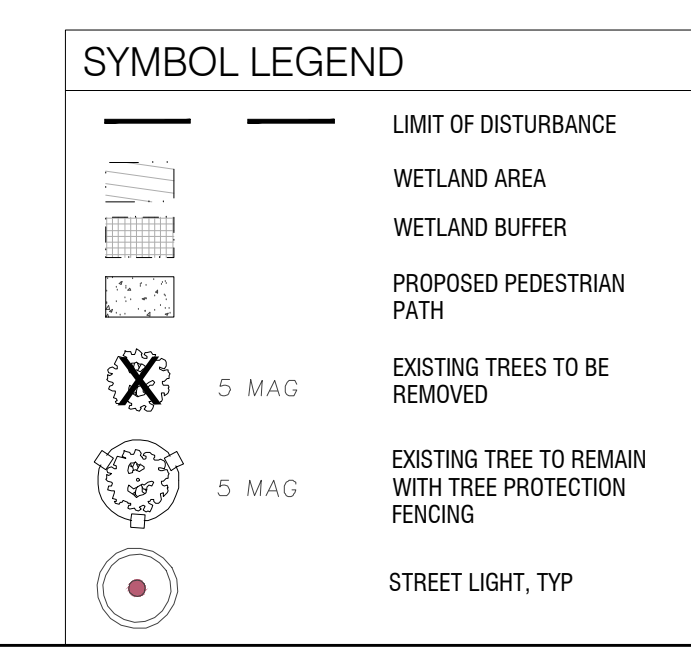 SYMBOL LEGEND
LIMIT OF DISTURBANCE
WETLAND AREA
WETLAND BUFFER
PROPOSED PEDESTRIAN
PATH
5 MAG
EXISTING TREES TO BE
REMOVED
5 MAG
EXISTING TREE TO REMAIN
WITH TREE PROTECTION
FENCING
STREET LIGHT, TYP